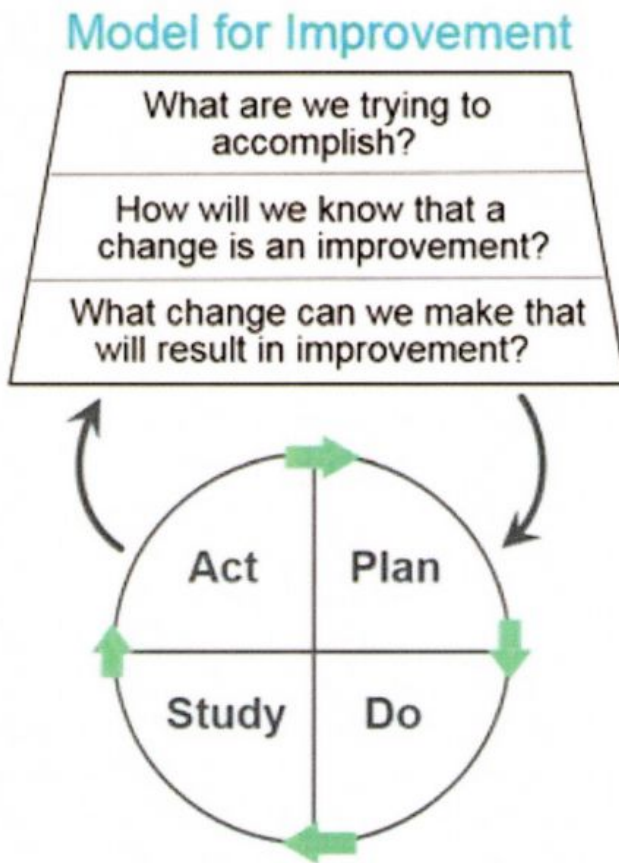 Model for Improvement
What are we trying to
accomplish?
How will we know that a
change is an improvement?
What change can we make that
will result in improvement?
Act
Plan
Study
Do